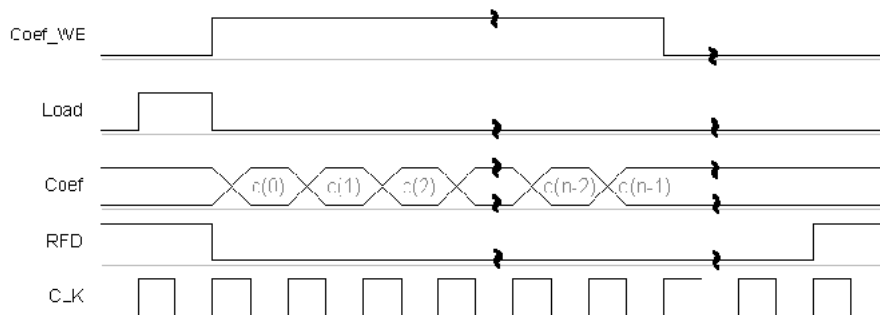 Coef_WE
Load
Coef c(0) c(1) c(2) c(n-2) c(n-1)
RFD
C_K